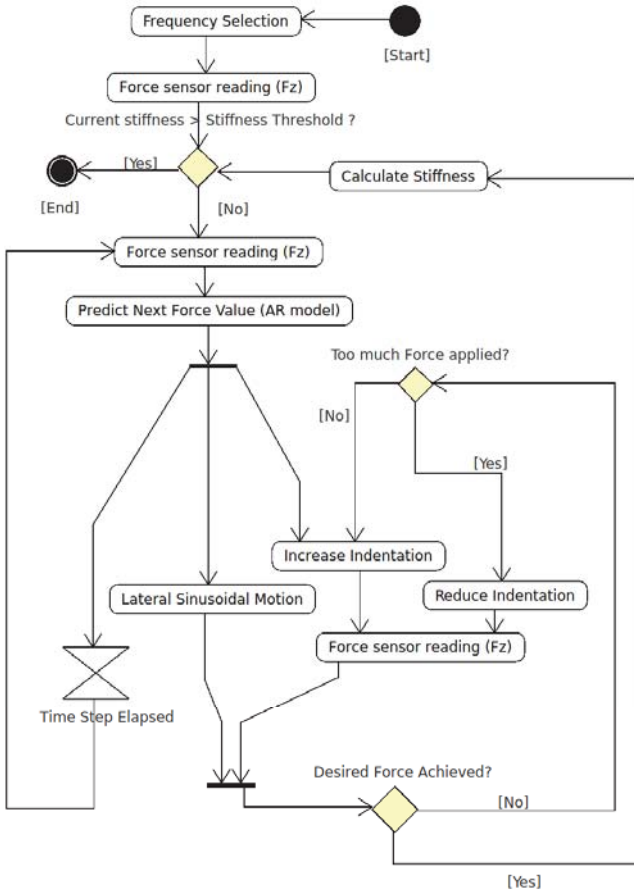 Frequency Selection
[Start]
Force sensor reading (Fz)
Current stiffness > Stiffness Threshold ?
[Yes]
Calculate Stiffness
[End]
[No]
Force sensor reading (Fz)
Predict Next Force Value (AR model)
Too much Force applied?
[No]
[Yes]
Increase Indentation
Lateral Sinusoidal Motion
Reduce Indentation
Force sensor reading (Fz)
Time Step Elapsed
Desired Force Achieved?
[No]
[Yes]